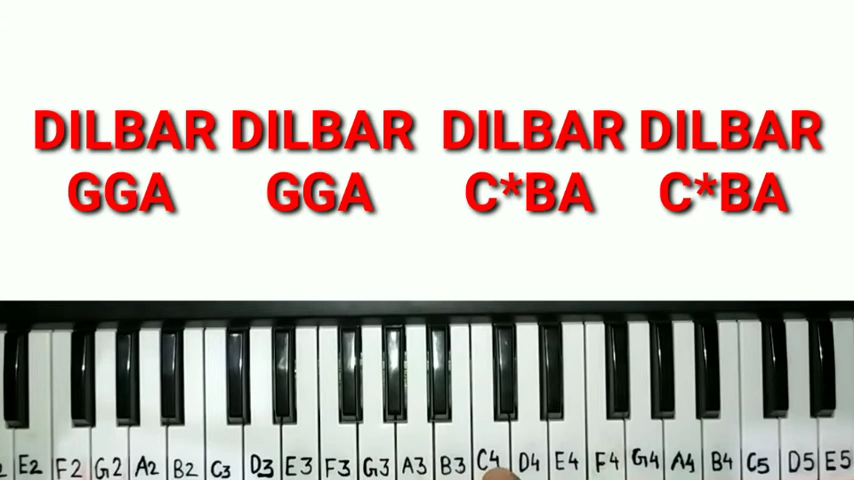 DILBAR DILBAR DILBAR DILBAR
GGA GGA C*BA C*BA
E2 F2 G2 A2 B2 C3 D3 E3 F3 G3 A3 B3 C4 D4 E4 F4 G4 A4 B4 C5 D5 E5